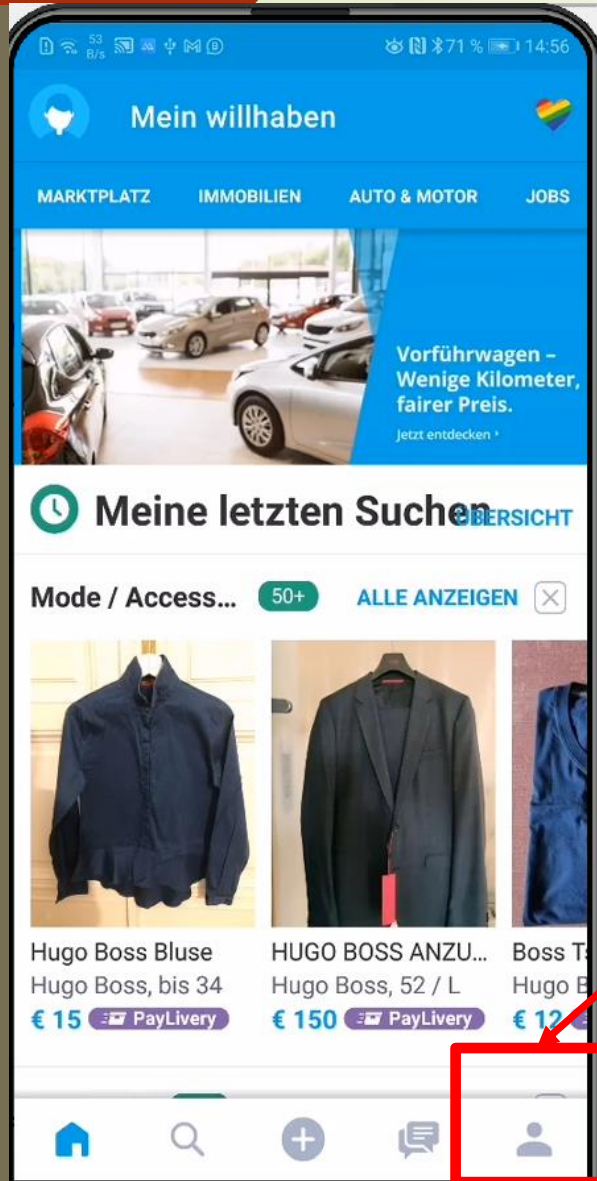 53
B/s
71 %
14:56
Mein willhaben
MARKTPLATZ IMMOBILIEN AUTO & MOTOR JOBS
Vorführwagen –
Wenige Kilometer,
fairer Preis.
Jetzt entdecken ›
Meine letzten Suchen
ÜBERSICHT
Mode / Access... 50+ ALLE ANZEIGEN
Hugo Boss Bluse
Hugo Boss, bis 34
€ 15 PayLivery
HUGO BOSS ANZU...
Hugo Boss, 52 / L
€ 150 PayLivery
Boss
Hugo
€ 12